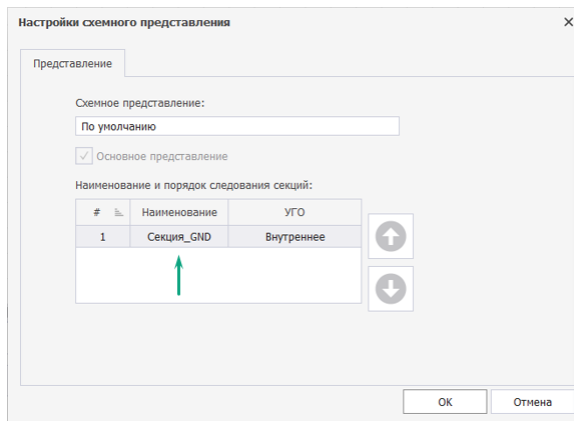 Настройки схемного представления
Представление
Схемное представление:
По умолчанию
Основное представление
Наименование и порядок следования секций:
# Наименование УГО
1 Секция_GND Внутреннее
ОК Отмена